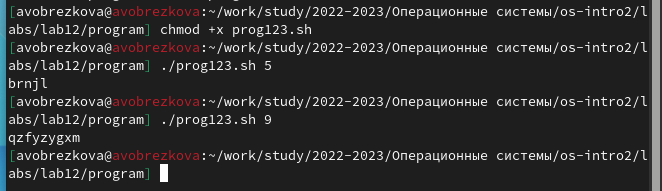 [avobrezkova@avobrezkova:~/work/study/2022-2023/Операционные системы/os-intro2/l
abs/lab12/program] chmod +x prog123.sh
[avobrezkova@avobrezkova:~/work/study/2022-2023/Операционные системы/os-intro2/l
abs/lab12/program] ./prog123.sh 5
brnjl
[avobrezkova@avobrezkova:~/work/study/2022-2023/Операционные системы/os-intro2/l
abs/lab12/program] ./prog123.sh 9
qzfyzygxm
[avobrezkova@avobrezkova:~/work/study/2022-2023/Операционные системы/os-intro2/l
abs/lab12/program]